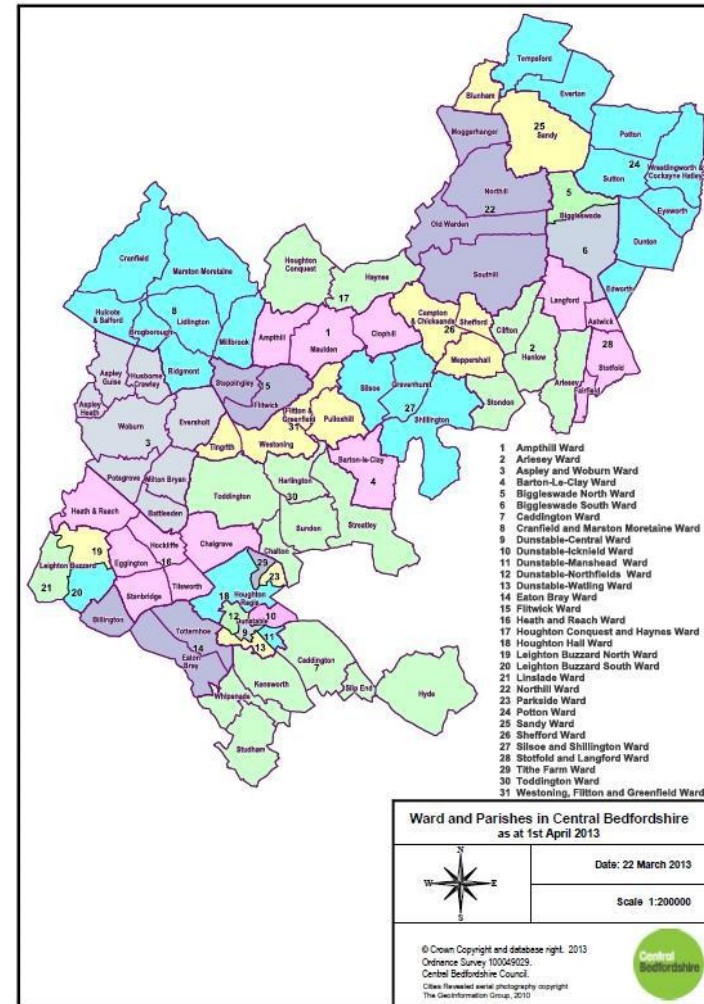 Tempsford
Blunham
Everton
25
Sandy
Moggerhanger
Potton
24
Wrestlingworth &
Cockayne Hatley
Sutton
Northill
22
5
Biggleswade
Eyeworth
Old Warden
6
Dunton
Southill
Edworth
Cranfield
Marston Moretaine
Houghton
Conquest
Haynes
17
Langford
Astwick
Hulcote
& Salford
8
Brogborough
Lidlington
Millbrook
Ampthill
1
Maulden
Clophill
Campton
& Chicksands
26
Shefford
Clifton
2
Henlow
28
Stotfold
Meppershall
Fairfield
Arlesey
Ridgmont
Aspley
Guise
Husborne
Crawley
Steppingley
15
Flitwick
Silsoe
Gravenhurst
27
Shillington
Stondon
Aspley
Heath
Flitton &
Greenfield
31
Pulloxhill
Woburn
3
Eversholt
Tingrith
Westoning
Barton-le-Clay
4
Potsgrove
Milton Bryan
Harlington
30
Toddington
Battlesden
Heath & Reach
Sundon
Streatley
Hockliffe
16
Chalgrave
Chalton
19
Leighton Buzzard
Eggington
29
23
21
20
Stanbridge
Tilsworth
18
Houghton
Regis
Billington
12
Dunstable
10
9
11
13
Totternhoe
14
Eaton
Bray
Caddington
7
Kensworth
Slip End
Hyde
Whipsnade
Studham
1 Ampthill Ward
2 Arlesey Ward
3 Aspley and Woburn Ward
4 Barton-Le-Clay Ward
5 Biggleswade North Ward
6 Biggleswade South Ward
7 Caddington Ward
8 Cranfield and Marston Moretaine Ward
9 Dunstable-Central Ward
10 Dunstable-Icknield Ward
11 Dunstable-Manshead Ward
12 Dunstable-Northfields Ward
13 Dunstable-Watling Ward
14 Eaton Bray Ward
15 Flitwick Ward
16 Heath and Reach Ward
17 Houghton Conquest and Haynes Ward
18 Houghton Hall Ward
19 Leighton Buzzard North Ward
20 Leighton Buzzard South Ward
21 Linslade Ward
22 Northill Ward
23 Parkside Ward
24 Potton Ward
25 Sandy Ward
26 Shefford Ward
27 Silsoe and Shillington Ward
28 Stotfold and Langford Ward
29 Tithe Farm Ward
30 Toddington Ward
31 Westoning, Flitton and Greenfield Ward
Ward and Parishes in Central Bedfordshire
as at 1st April 2013
N
W E
S
Date: 22 March 2013
Scale 1:200000
© Crown Copyright and database right. 2013
Ordnance Survey 100049029.
Central Bedfordshire Council.
Cities Revealed aerial photography copyright
The GeoInformation Group, 2010
Central
Bedfordshire